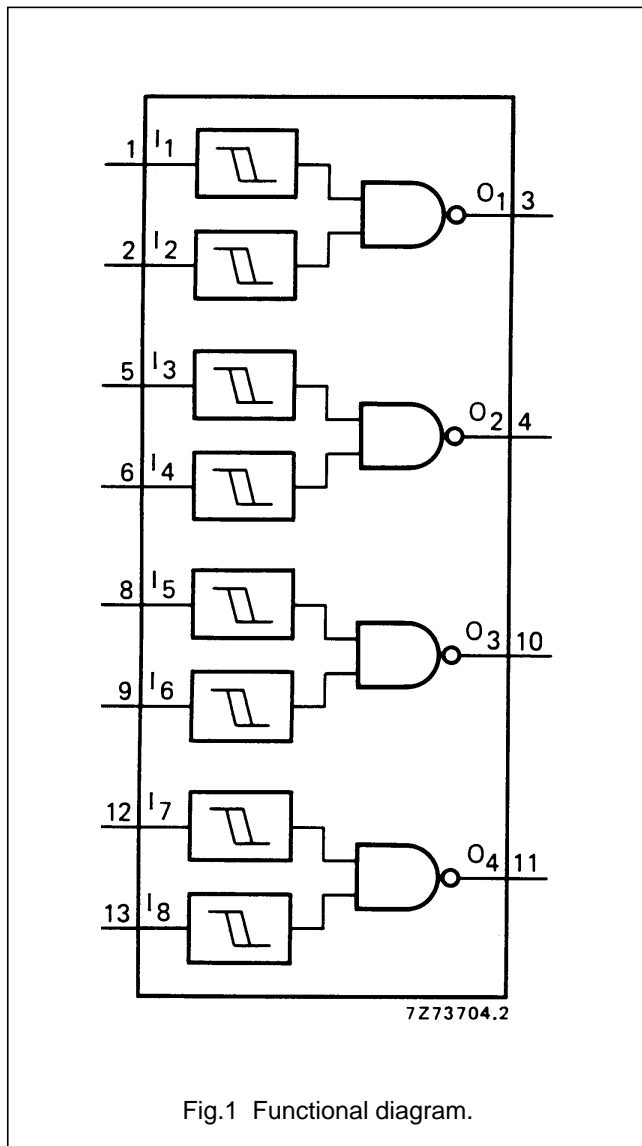 1 I1
O1 3
2 I2
5 I3
O2 4
6 I4
8 I5
O3 10
9 I6
12 I7
O4 11
13 I8
7Z73704.2
Fig.1 Functional diagram.